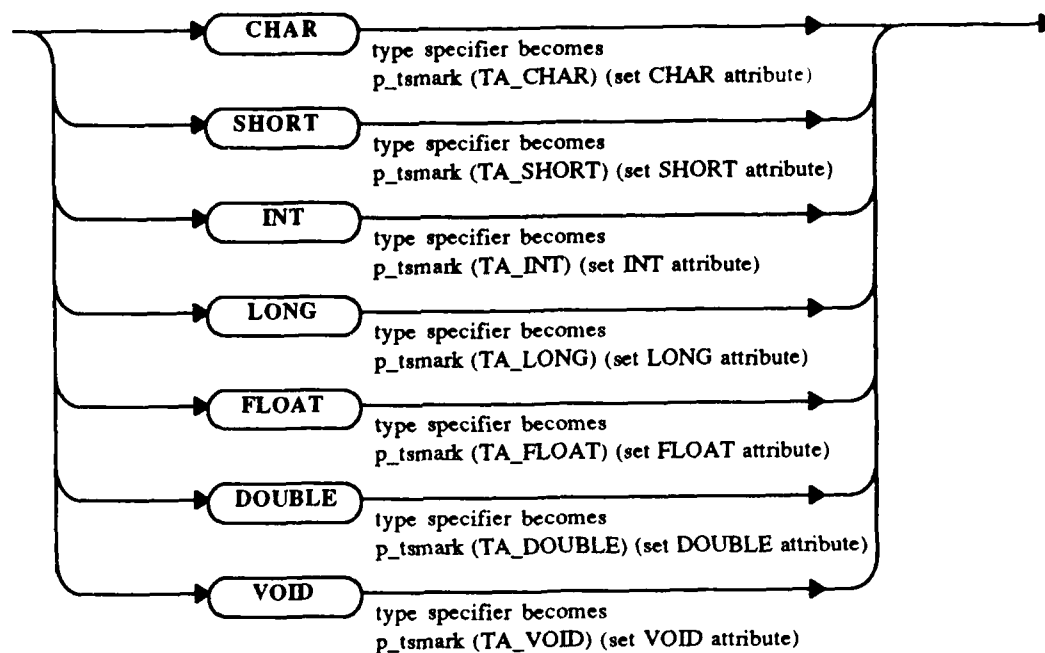 CHAR
type specifier becomes
p_tsmark (TA_CHAR) (set CHAR attribute)
SHORT
type specifier becomes
p_tsmark (TA_SHORT) (set SHORT attribute)
INT
type specifier becomes
p_tsmark (TA_INT) (set INT attribute)
LONG
type specifier becomes
p_tsmark (TA_LONG) (set LONG attribute)
FLOAT
type specifier becomes
p_tsmark (TA_FLOAT) (set FLOAT attribute)
DOUBLE
type specifier becomes
p_tsmark (TA_DOUBLE) (set DOUBLE attribute)
VOID
type specifier becomes
p_tsmark (TA_VOID) (set VOID attribute)